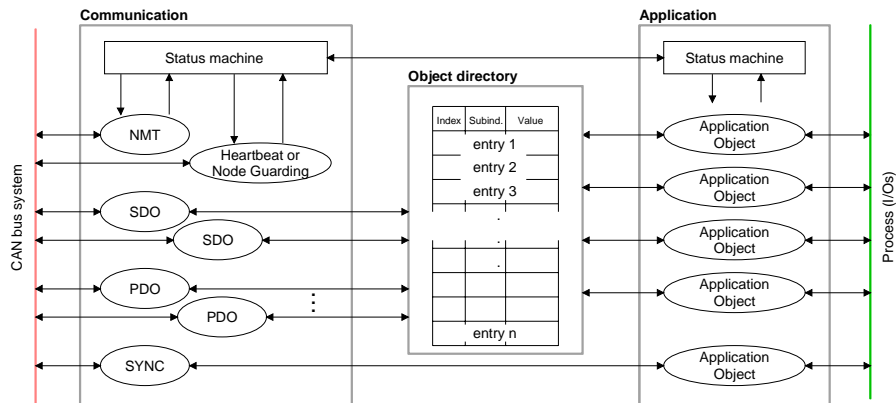 Communication
Application
Status machine
Status machine
Object directory
Index Subind. Value
entry 1
entry 2
entry 3
.
.
.
entry n
NMT
Heartbeat or
Node Guarding
SDO
SDO
PDO
PDO
SYNC
Application
Object
Application
Object
Application
Object
Application
Object
Application
Object
CAN bus system
Process (I/Os)